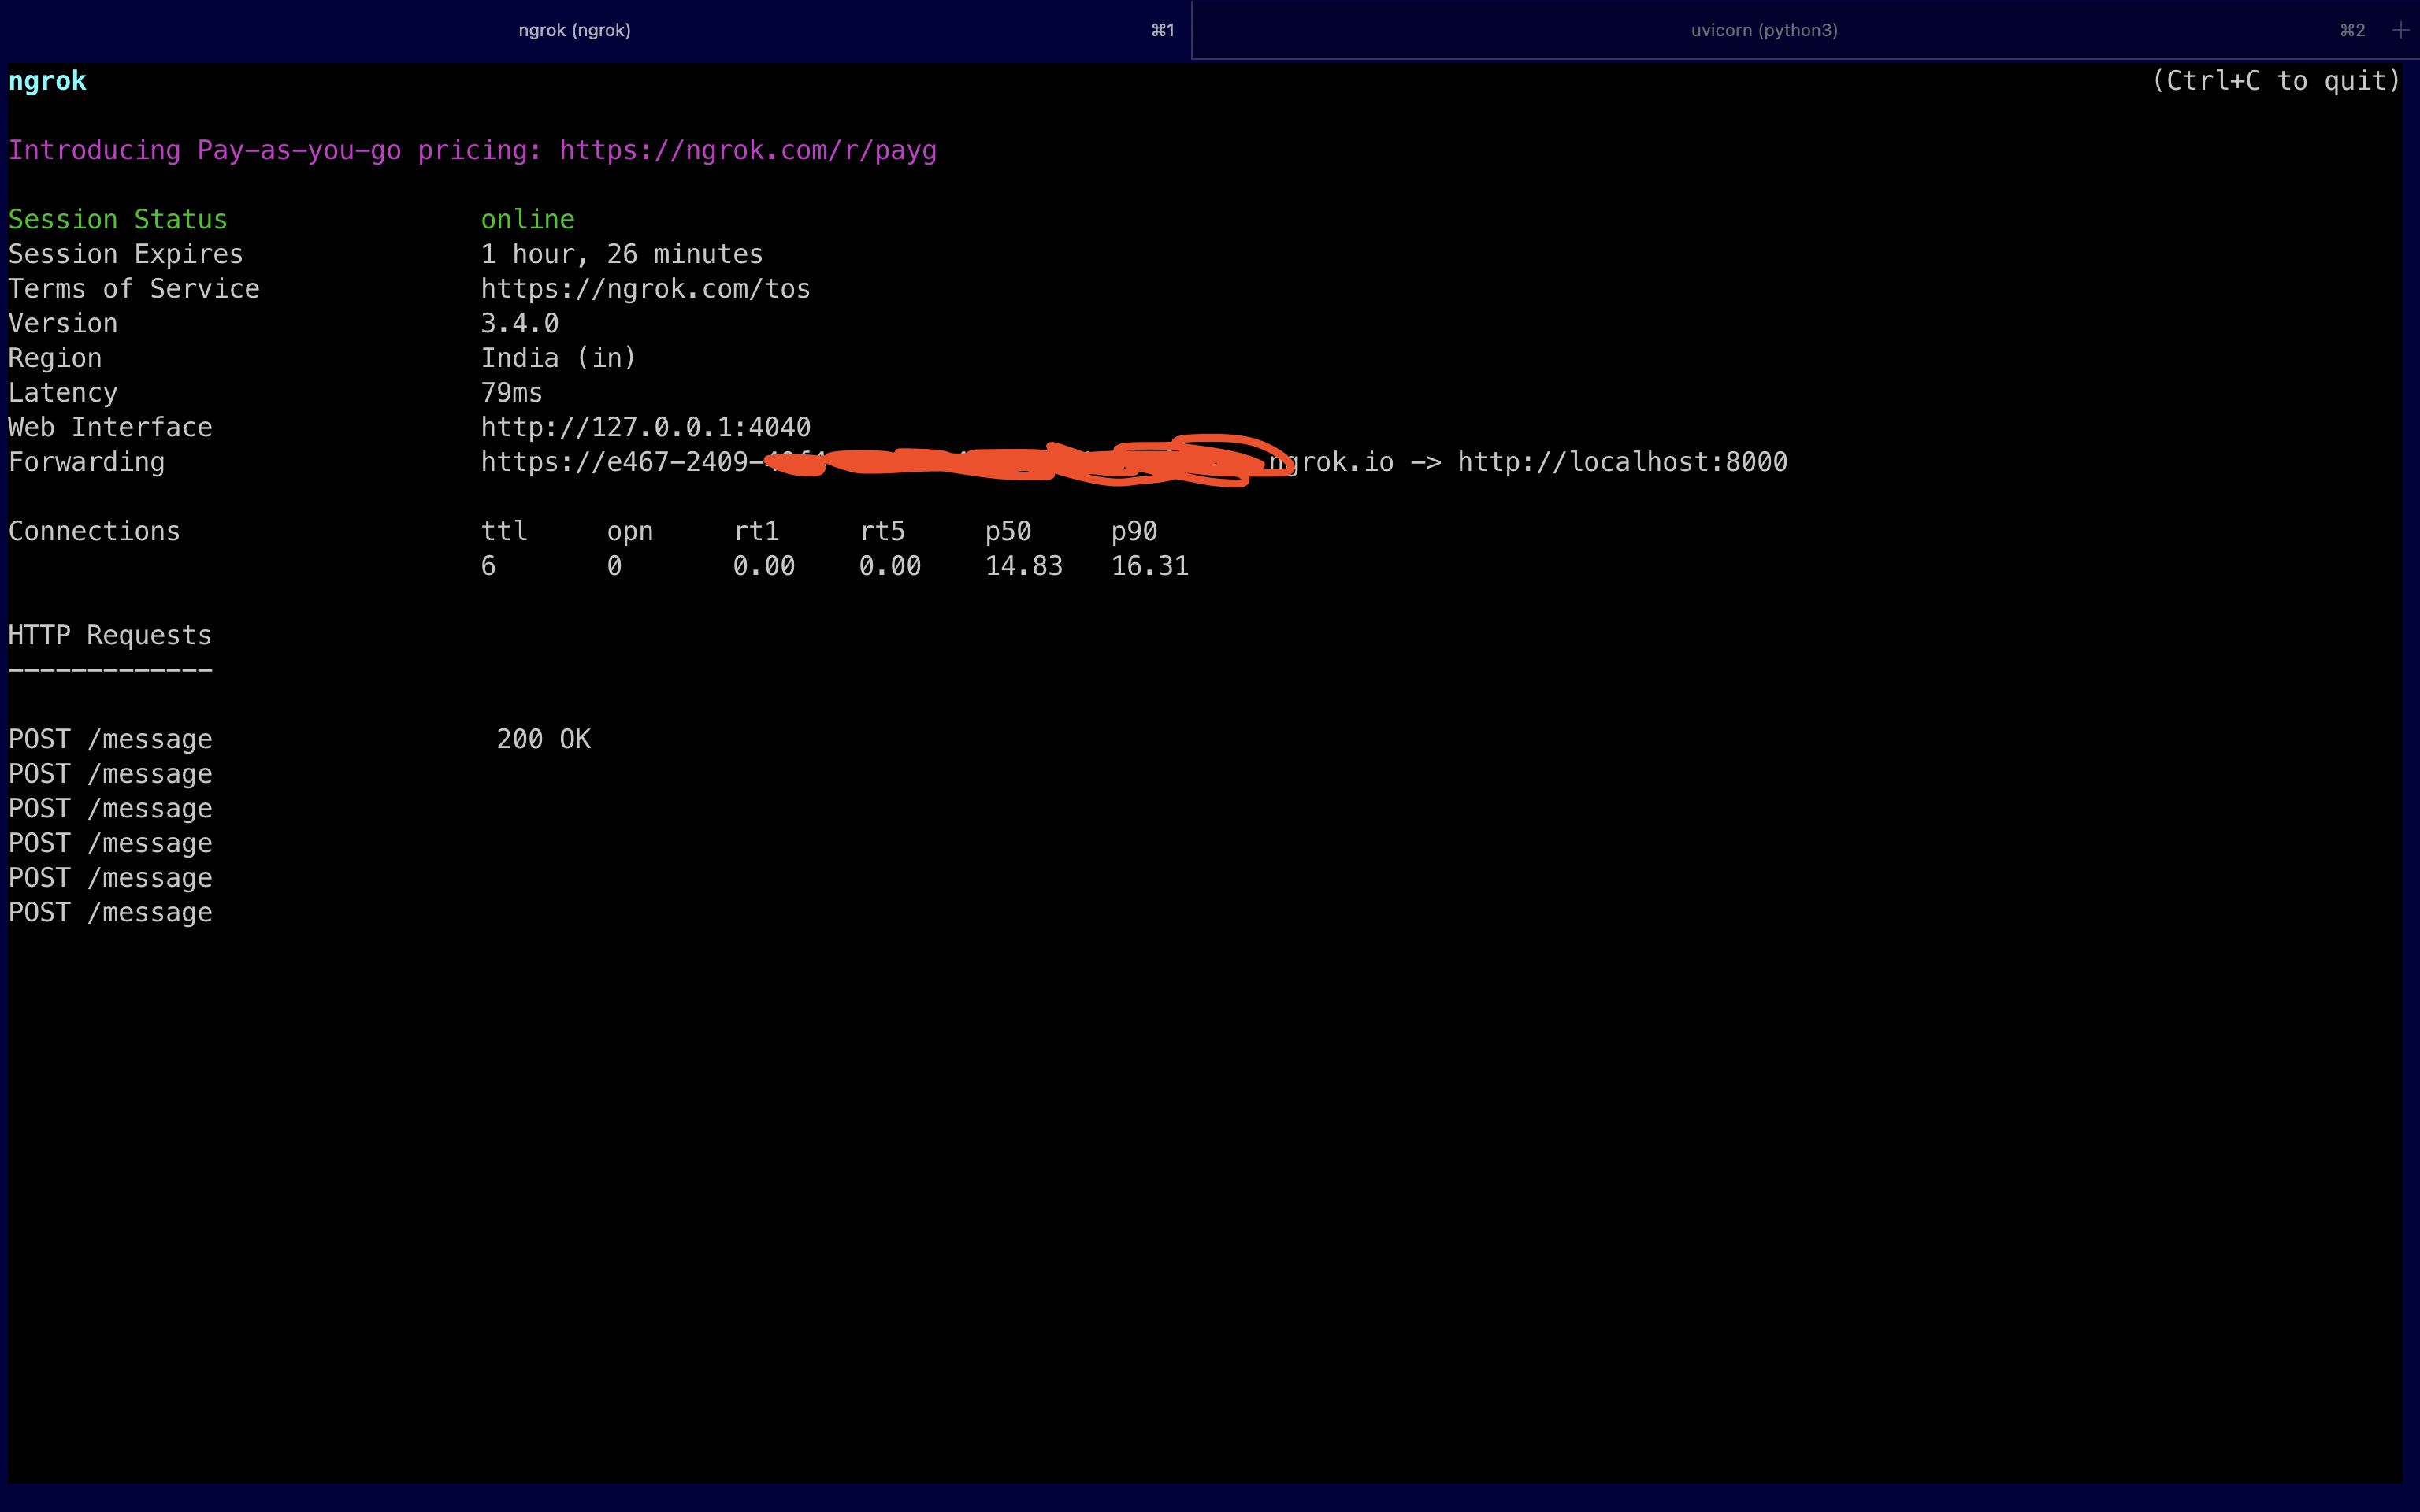 ngrok (ngrok) ⌘1 uvicorn (python3) ⌘2 +
ngrok (Ctrl+C to quit)
Introducing Pay-as-you-go pricing: https://ngrok.com/r/payg
Session Status online
Session Expires 1 hour, 26 minutes
Terms of Service https://ngrok.com/tos
Version 3.4.0
Region India (in)
Latency 79ms
Web Interface http://127.0.0.1:4040
Forwarding https://e467-2409- ngrok.io -> http://localhost:8000
Connections ttl opn rt1 rt5 p50 p90
6 0 0.00 0.00 14.83 16.31
HTTP Requests
-------------
POST /message 200 OK
POST /message
POST /message
POST /message
POST /message
POST /message